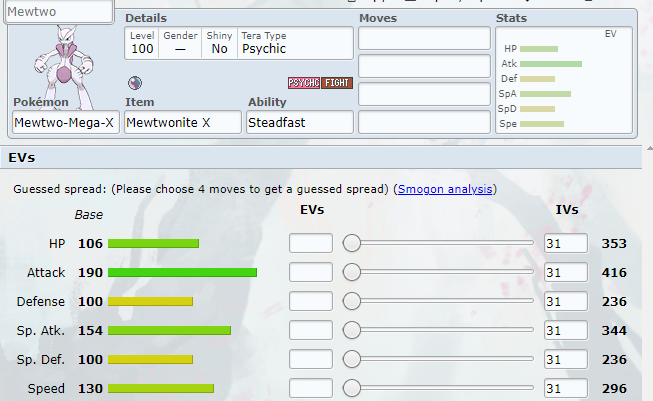 Mewtwo
Details
Moves
Stats
Level Gender Shiny Tera Type
100 — No Psychic
EV
HP
Atk
Def
SpA
SpD
Spe
PSYCHC FIGHT
Pokémon Item Ability
Mewtwo-Mega-X Mewtwonite X Steadfast
EVs
Guessed spread: (Please choose 4 moves to get a guessed spread) (Smogon analysis)
Base EVs IVs
HP 106 31 353
Attack 190 31 416
Defense 100 31 236
Sp. Atk. 154 31 344
Sp. Def. 100 31 236
Speed 130 31 296